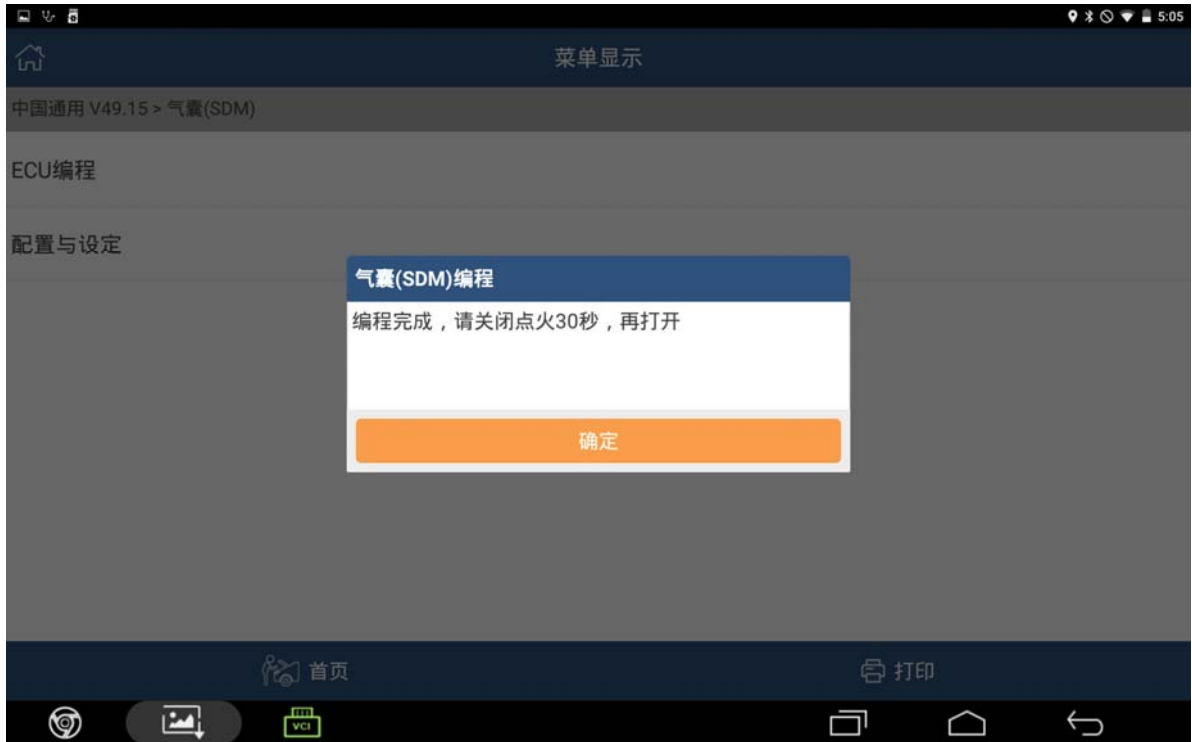 5:05
菜单显示
中国通用 V49.15 > 气囊(SDM)
ECU编程
配置与设定
气囊(SDM)编程
编程完成，请关闭点火30秒，再打开
确定
首页
打印
VCI